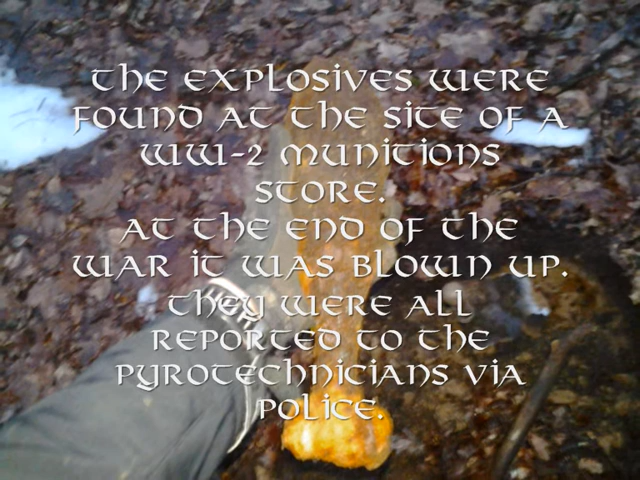 THE EXPLOSIVES WERE
FOUND AT THE SITE OF A
WW-2 MUNITIONS
STORE.
AT THE END OF THE
WAR IT WAS BLOWN UP.
THEY WERE ALL
REPORTED TO THE
PYROTECHNICIANS VIA
POLICE.